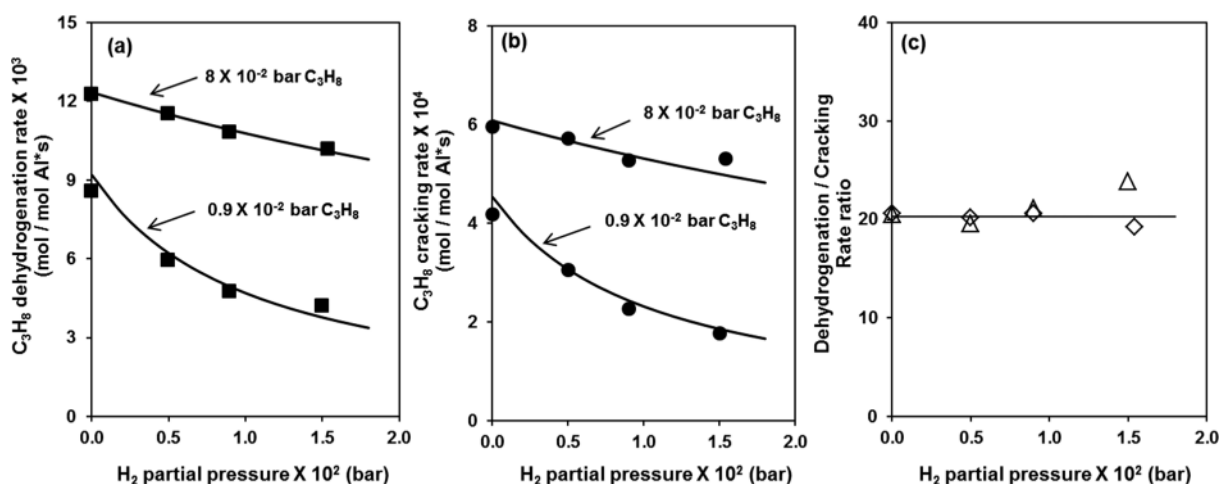 (a)
C₃H₈ dehydrogenation rate X 10³
(mol / mol Al*s)
15
12
9
6
3
0
8 X 10⁻² bar C₃H₈
0.9 X 10⁻² bar C₃H₈
0.0 0.5 1.0 1.5 2.0
H₂ partial pressure X 10² (bar)
(b)
C₃H₈ cracking rate X 10⁴
(mol / mol Al*s)
8
6
4
2
0
8 X 10⁻² bar C₃H₈
0.9 X 10⁻² bar C₃H₈
0.0 0.5 1.0 1.5 2.0
H₂ partial pressure X 10² (bar)
(c)
Dehydrogenation / Cracking
Rate ratio
40
30
20
10
0
0.0 0.5 1.0 1.5 2.0
H₂ partial pressure X 10² (bar)